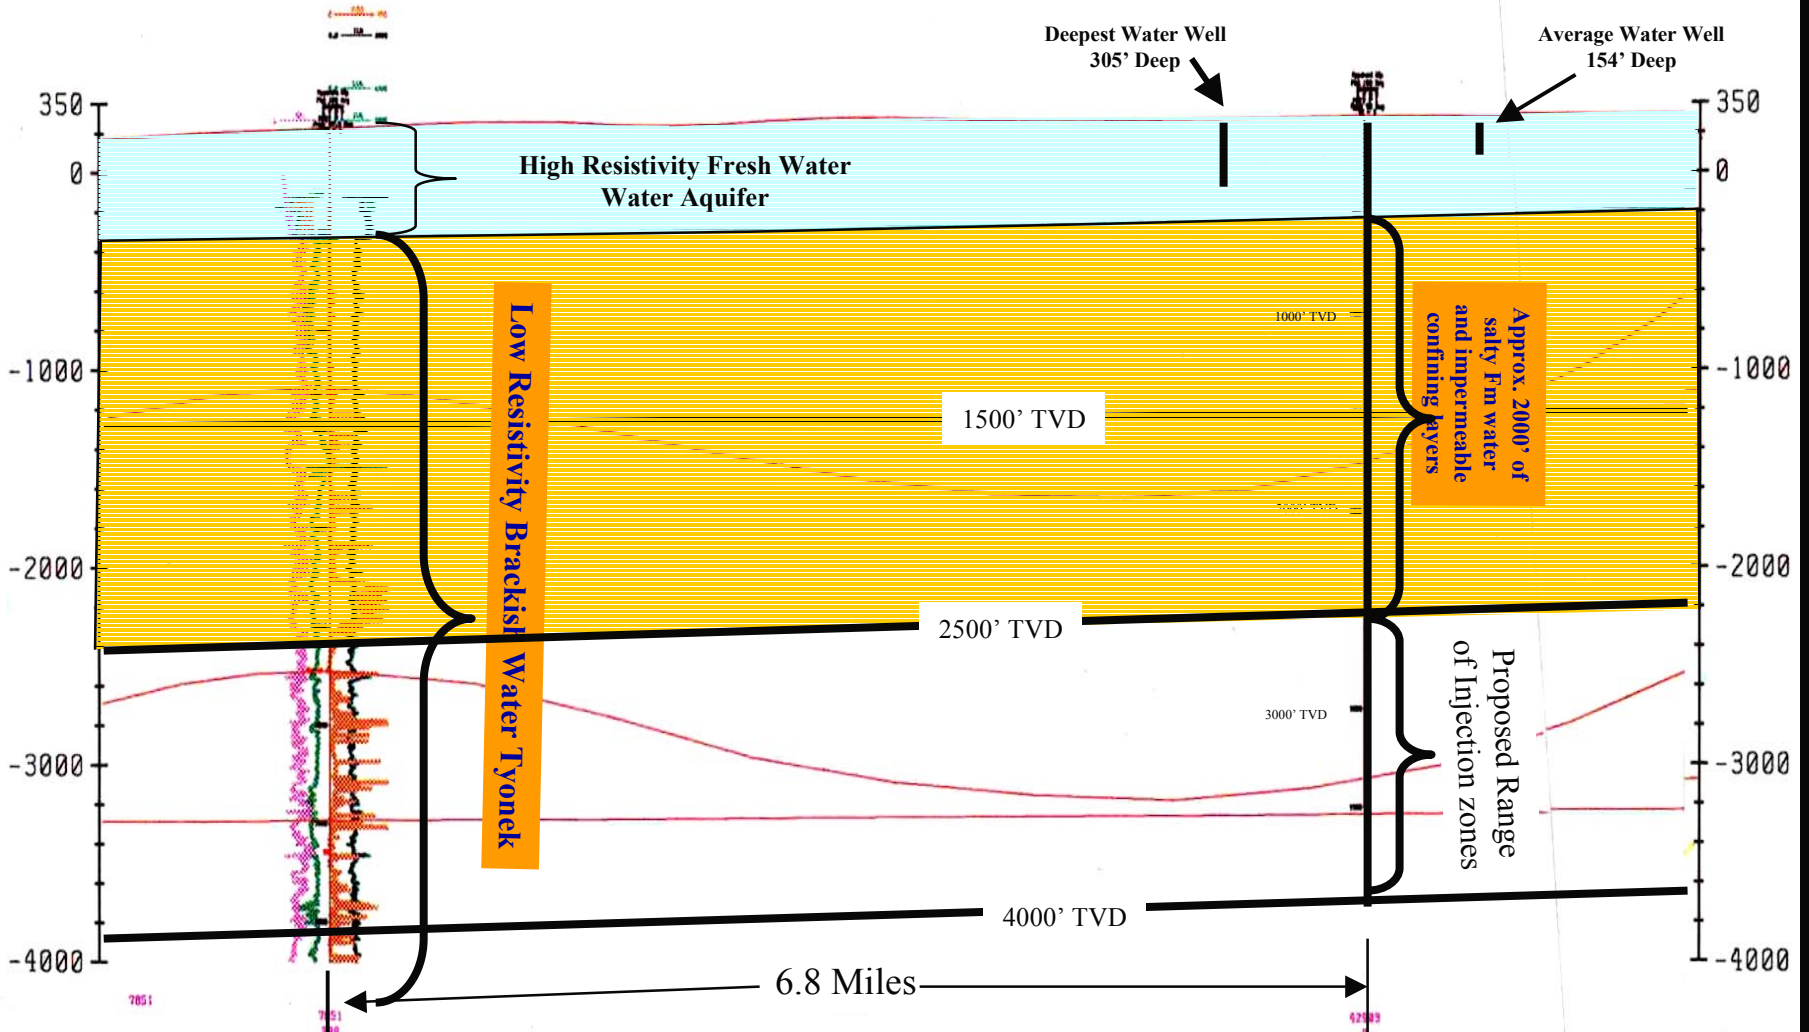 Deepest Water Well
305’ Deep
Average Water Well
154’ Deep
350
350
High Resistivity Fresh Water
Water Aquifer
0
0
1000’ TVD
-1000
-1000
1500’ TVD
Low Resistivity Brackish Water Tyonek
Approx. 2000’ of
salty Fm water
and impermeable
confining layers
-2000
-2000
2500’ TVD
3000’ TVD
Proposed Range
of Injection zones
-3000
-3000
4000’ TVD
-4000
-4000
6.8 Miles
7051